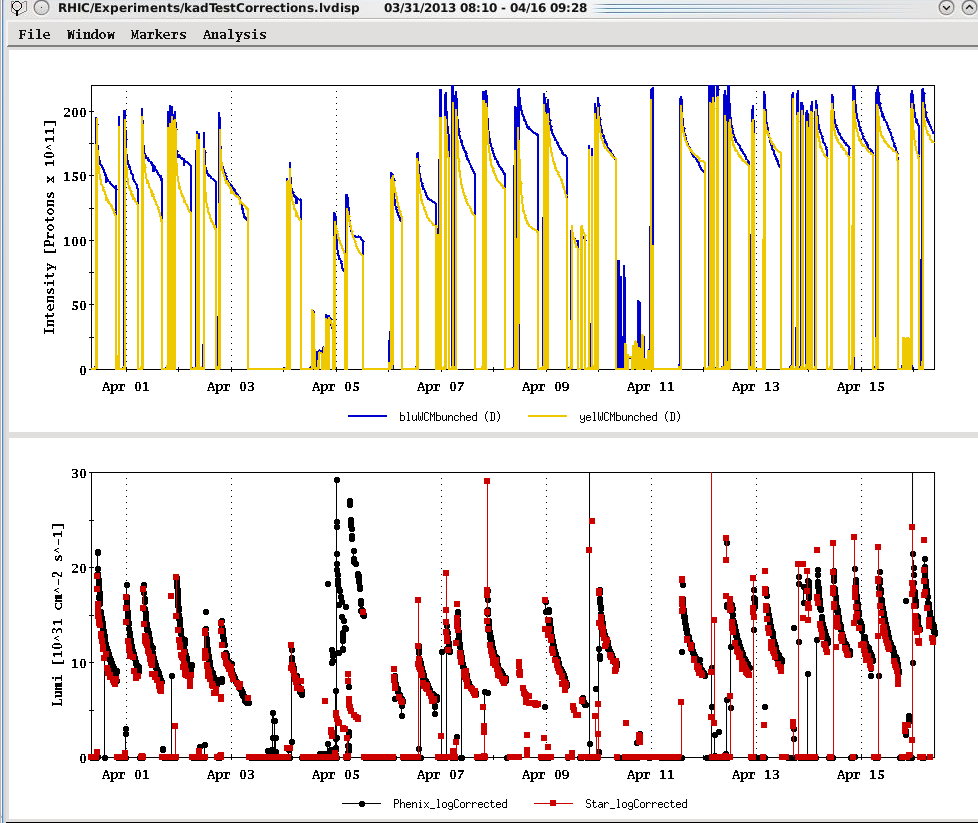 RHIC/Experiments/kadTestCorrections.lvdisp 03/31/2013 08:10 - 04/16 09:28
File Window Markers Analysis
Intensity [Protons x 10^11]
200
150
100
50
0
Apr 01 Apr 03 Apr 05 Apr 07 Apr 09 Apr 11 Apr 13 Apr 15
bluWCMbunched (D) yelWCMbunched (D)
Lumi [10^31 cm^-2 s^-1]
30
20
10
0
Apr 01 Apr 03 Apr 05 Apr 07 Apr 09 Apr 11 Apr 13 Apr 15
Phenix_logCorrected Star_logCorrected